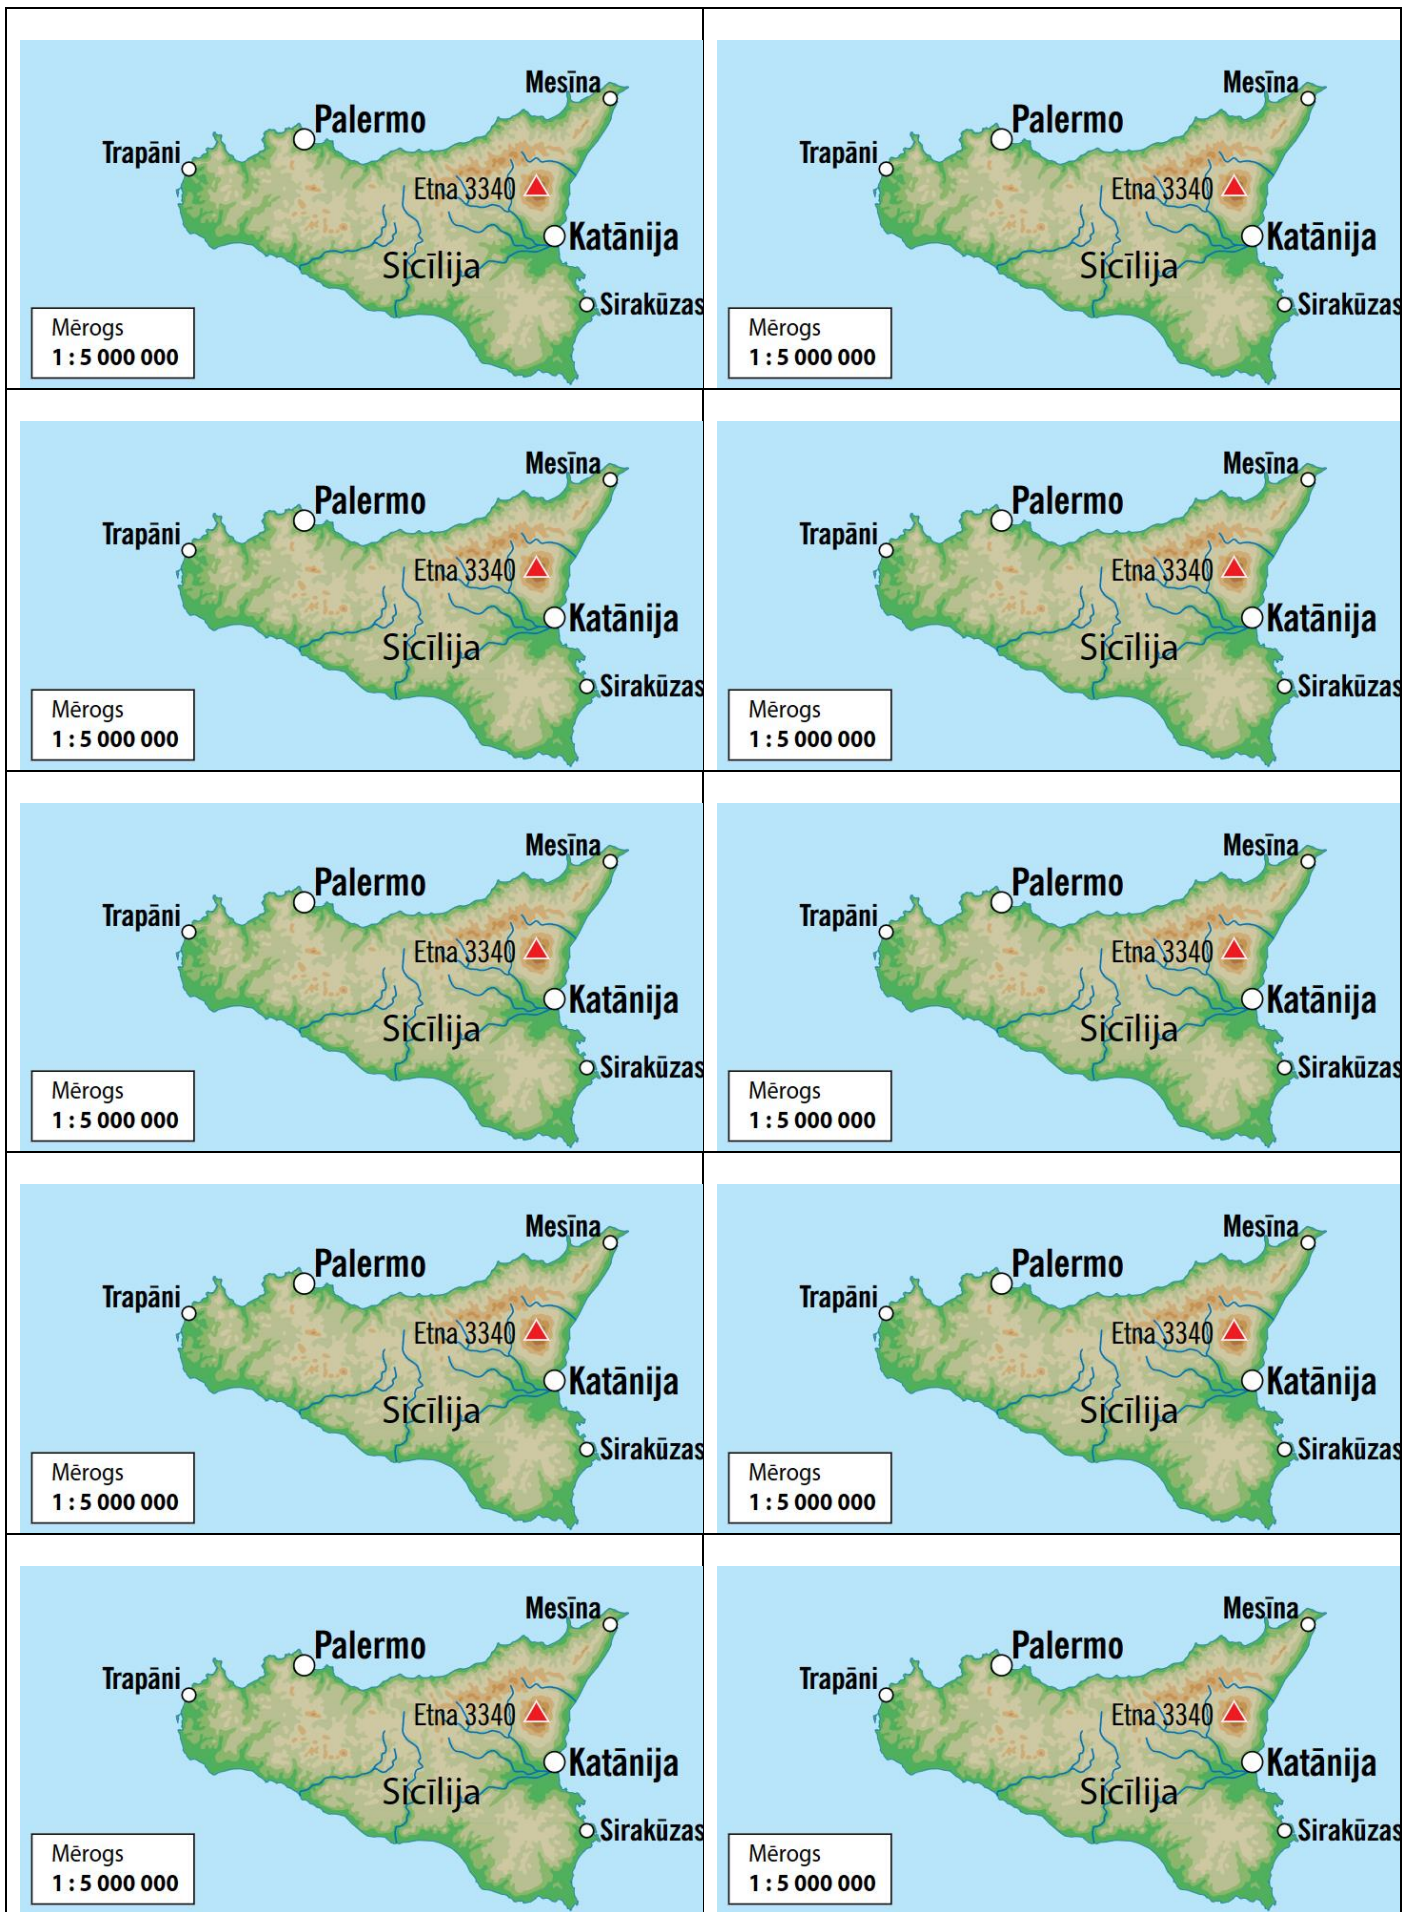 Mesīna
Palermo
Trapāni
Etna 3340
Katānija
Sicīlija
Sirakūzas
Mērogs
1 : 5 000 000
Mesīna
Palermo
Trapāni
Etna 3340
Katānija
Sicīlija
Sirakūzas
Mērogs
1 : 5 000 000
Mesīna
Palermo
Trapāni
Etna 3340
Katānija
Sicīlija
Sirakūzas
Mērogs
1 : 5 000 000
Mesīna
Palermo
Trapāni
Etna 3340
Katānija
Sicīlija
Sirakūzas
Mērogs
1 : 5 000 000
Mesīna
Palermo
Trapāni
Etna 3340
Katānija
Sicīlija
Sirakūzas
Mērogs
1 : 5 000 000
Mesīna
Palermo
Trapāni
Etna 3340
Katānija
Sicīlija
Sirakūzas
Mērogs
1 : 5 000 000
Mesīna
Palermo
Trapāni
Etna 3340
Katānija
Sicīlija
Sirakūzas
Mērogs
1 : 5 000 000
Mesīna
Palermo
Trapāni
Etna 3340
Katānija
Sicīlija
Sirakūzas
Mērogs
1 : 5 000 000
Mesīna
Palermo
Trapāni
Etna 3340
Katānija
Sicīlija
Sirakūzas
Mērogs
1 : 5 000 000
Mesīna
Palermo
Trapāni
Etna 3340
Katānija
Sicīlija
Sirakūzas
Mērogs
1 : 5 000 000